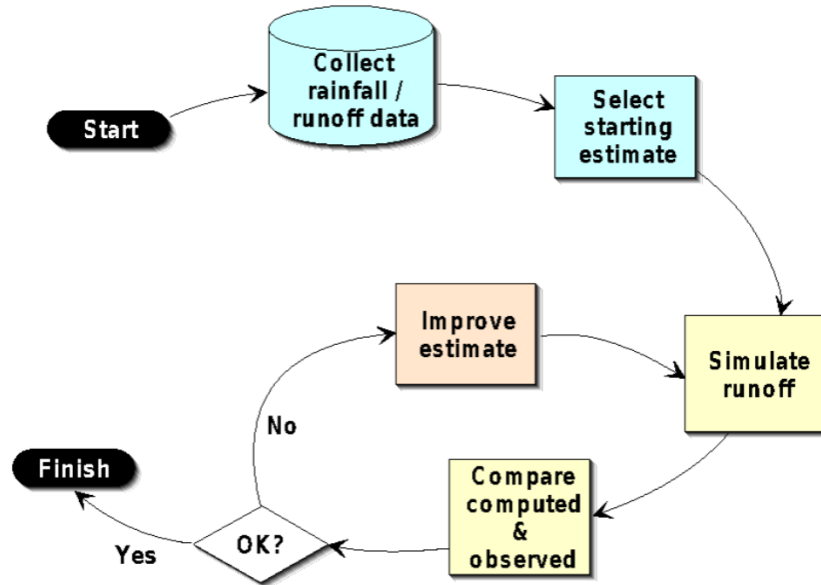 Start
Collect
rainfall /
runoff data
Select
starting
estimate
Simulate
runoff
Compare
computed
&
observed
OK?
No
Improve
estimate
Yes
Finish